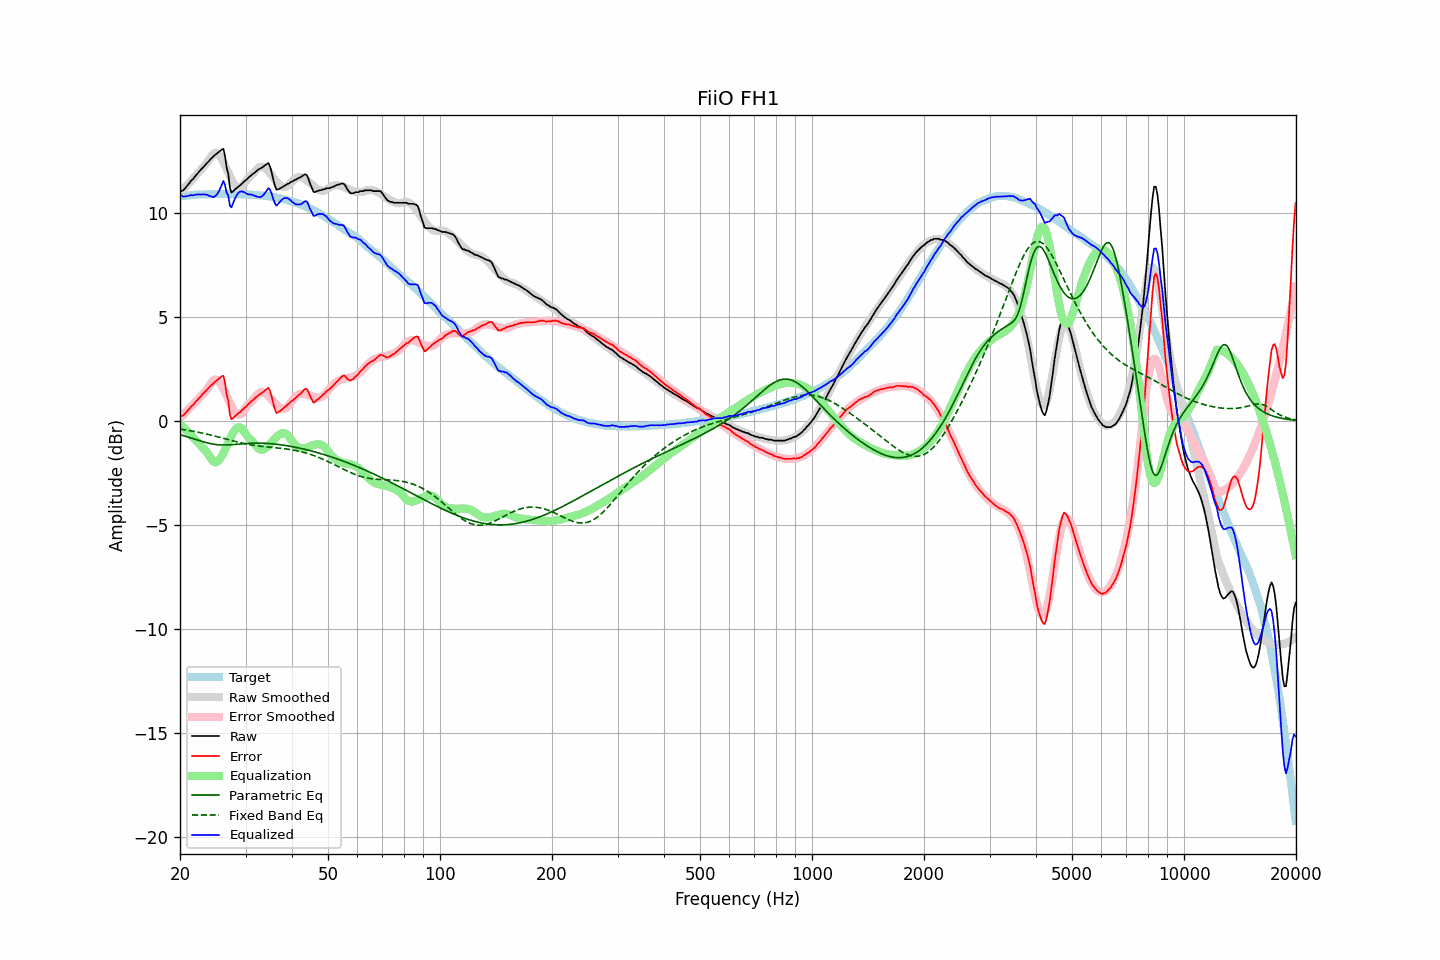 FiiO FH1
Amplitude (dBr)
10
5
0
−5
−10
−15
−20
Target
Raw Smoothed
Error Smoothed
Raw
Error
Equalization
Parametric Eq
Fixed Band Eq
Equalized
20 50 100 200 500 1000 2000 5000 10000 20000
Frequency (Hz)